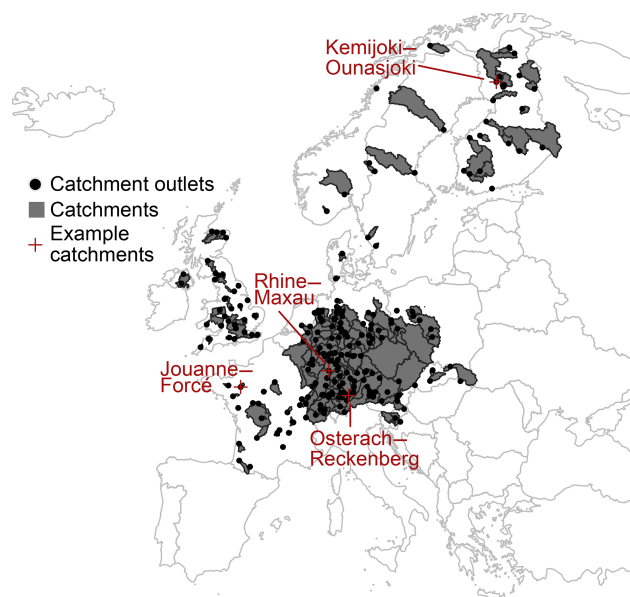 Kemijoki–
Ounasjoki
Catchment outlets
Catchments
Example
catchments
Rhine–
Maxau
Jouanne–
Forcé
Osterach–
Reckenberg